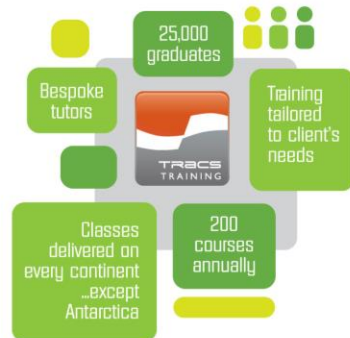 25,000
graduates
Bespoke
tutors
Training
tailored
to client's
needs
TRACS
TRAINING
Classes
delivered on
every continent
...except
Antarctica
200
courses
annually